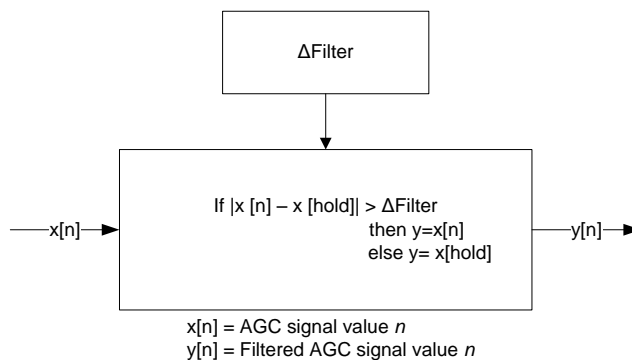 ΔFilter
If |x [n] – x [hold]| > ΔFilter
then y=x[n]
else y= x[hold]
x[n]
y[n]
x[n] = AGC signal value n
y[n] = Filtered AGC signal value n